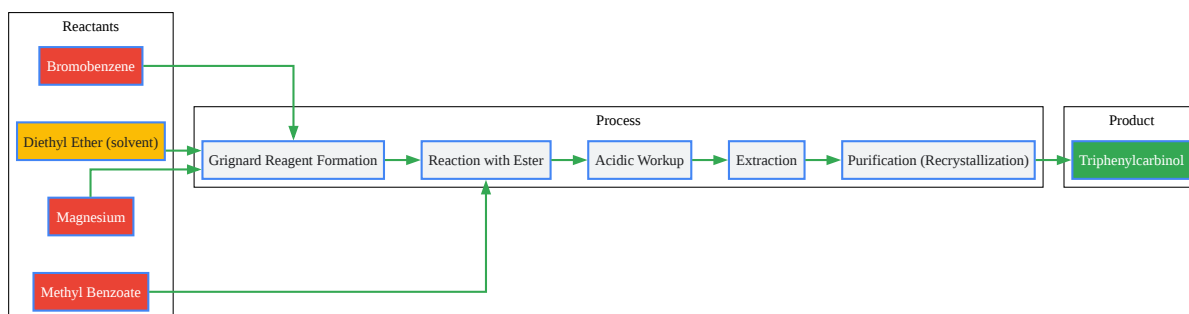 Reactants
Bromobenzene
Diethyl Ether (solvent)
Magnesium
Methyl Benzoate
Process
Grignard Reagent Formation
Reaction with Ester
Acidic Workup
Extraction
Purification (Recrystallization)
Product
Triphenylcarbinol